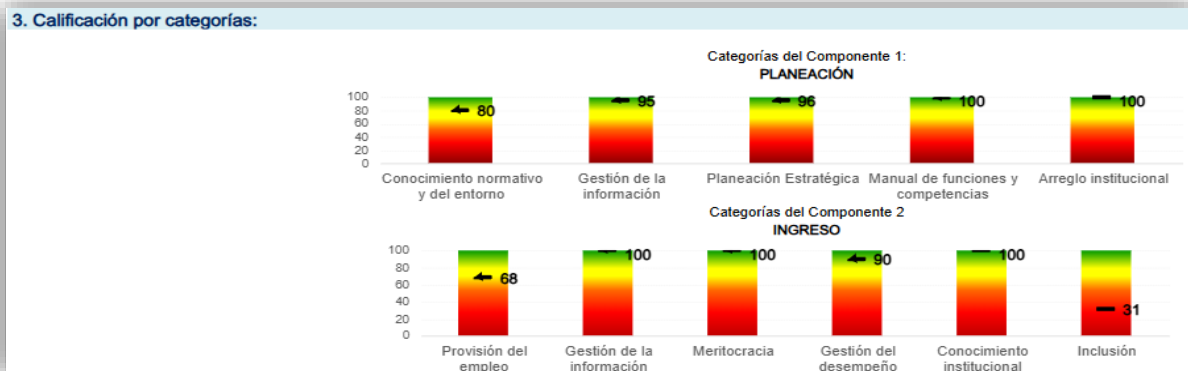 3. Calificación por categorías:
Categorías del Componente 1:
PLANEACIÓN
100
80
60
40
20
0
80
95
96
100
100
Conocimiento normativo y del entorno
Gestión de la información
Planeación Estratégica
Manual de funciones y competencias
Arreglo institucional
Categorías del Componente 2
INGRESO
100
80
60
40
20
0
68
100
100
90
100
31
Provisión del empleo
Gestión de la información
Meritocracia
Gestión del desempeño
Conocimiento institucional
Inclusión